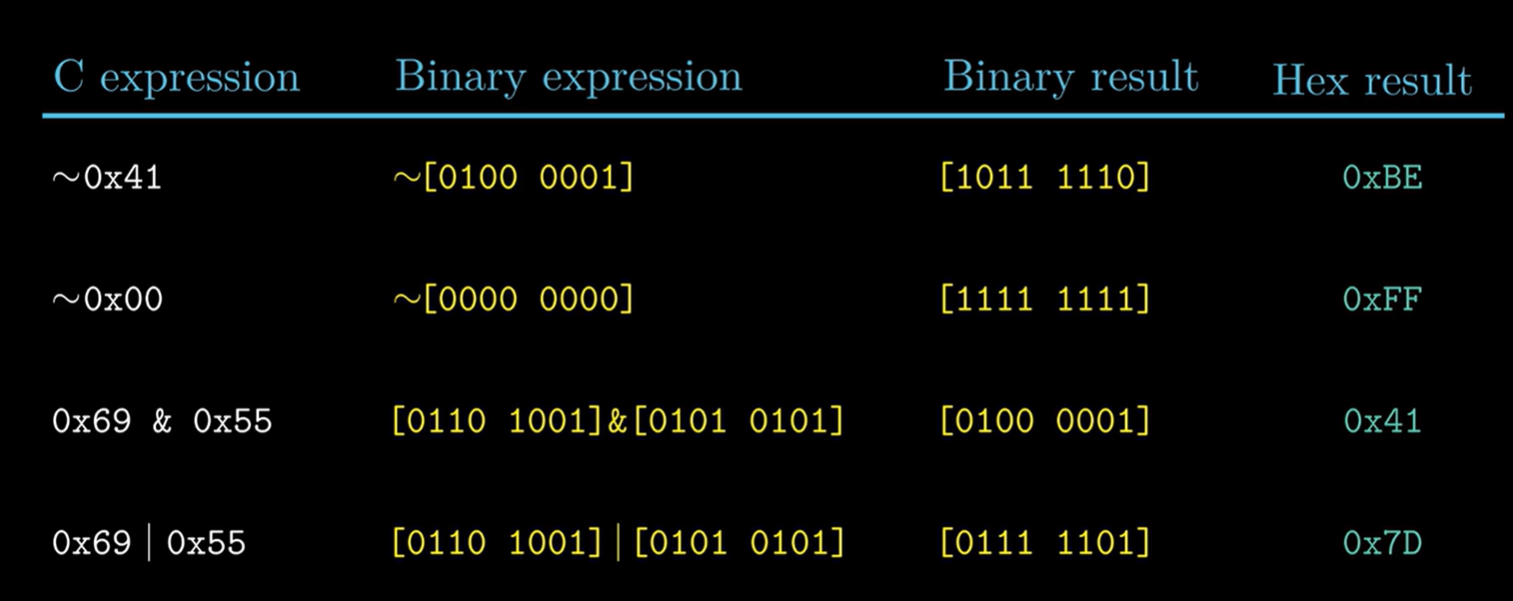 C expression Binary expression Binary result Hex result
~0x41 ~[0100 0001] [1011 1110] 0xBE
~0x00 ~[0000 0000] [1111 1111] 0xFF
0x69 & 0x55 [0110 1001]&[0101 0101] [0100 0001] 0x41
0x69 | 0x55 [0110 1001]|[0101 0101] [0111 1101] 0x7D